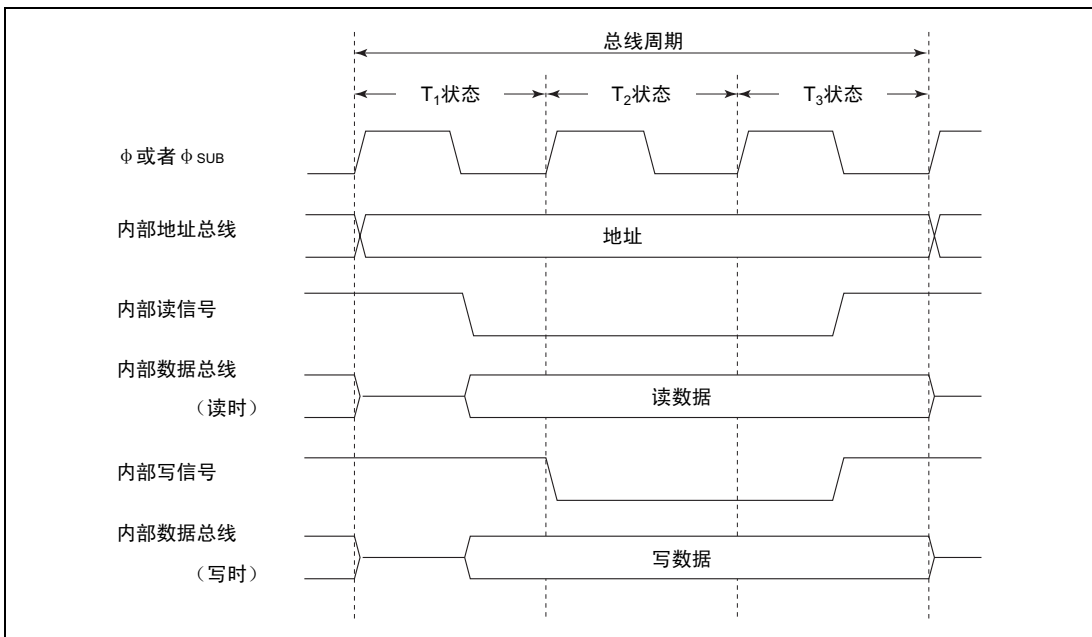 总线周期
T1状态 T2状态 T3状态
φ或者φSUB
内部地址总线 地址
内部读信号
内部数据总线
（读时） 读数据
内部写信号
内部数据总线
（写时） 写数据